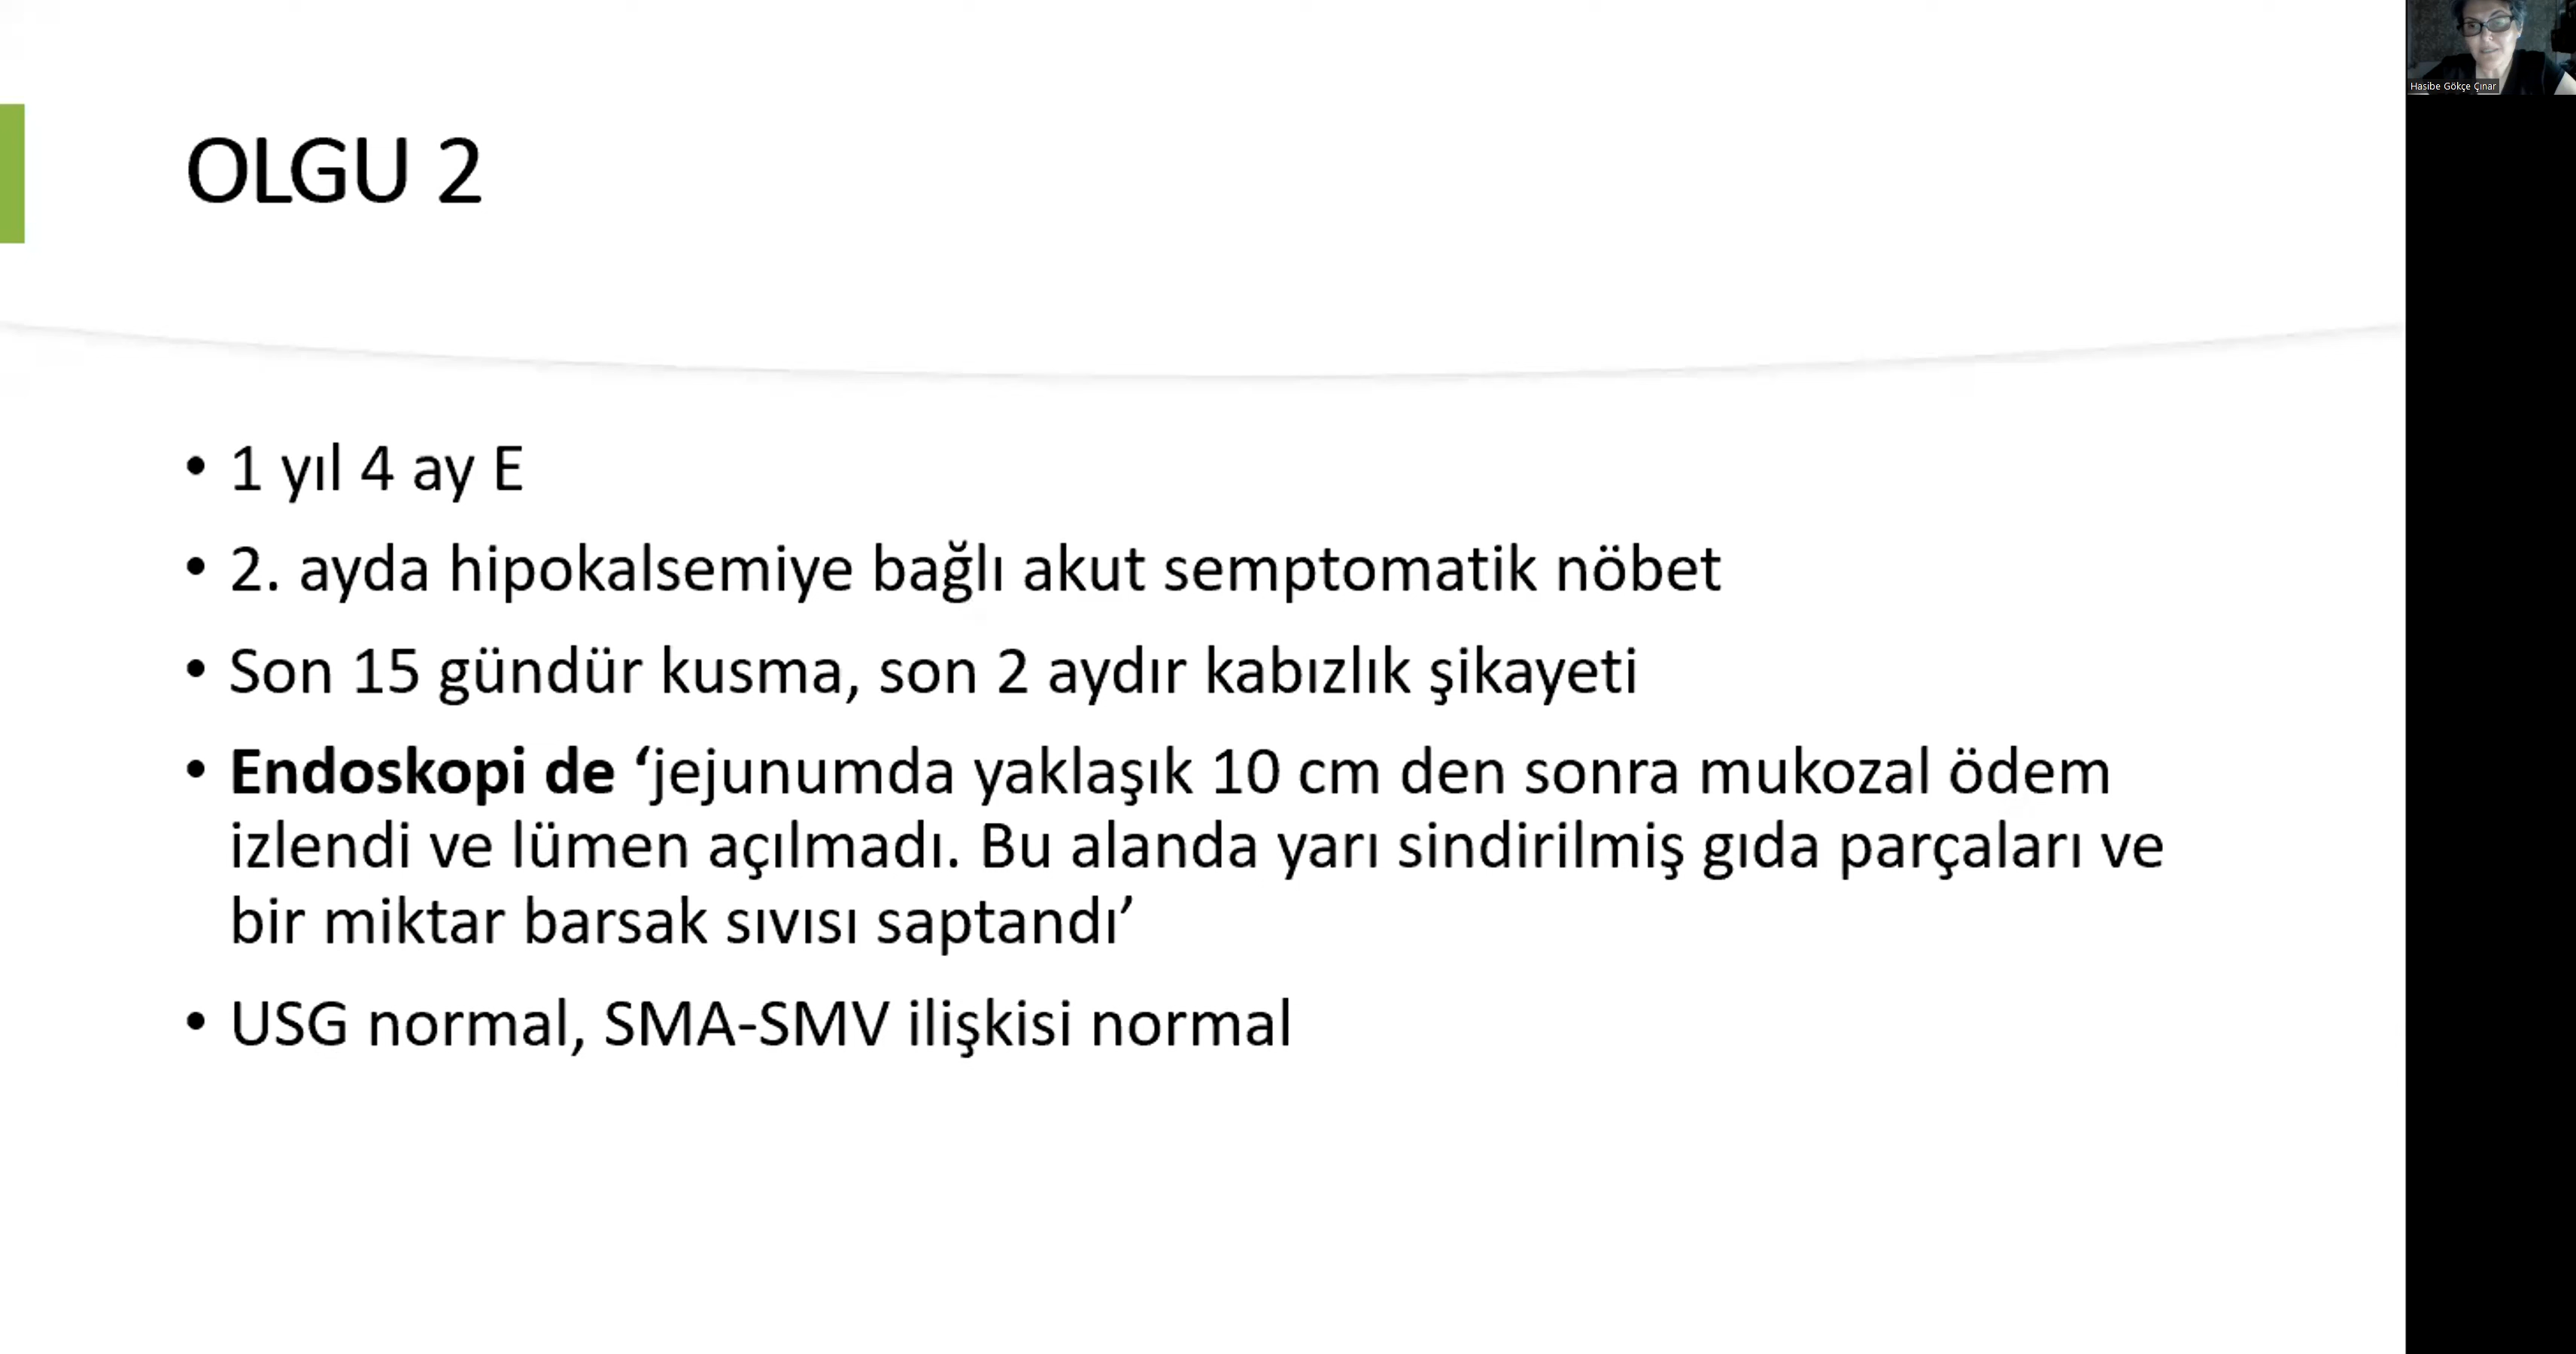 Hasibe Gökçe Çınar
OLGU 2
• 1 yıl 4 ay E
• 2. ayda hipokalsemiye bağlı akut semptomatik nöbet
• Son 15 gündür kusma, son 2 aydır kabızlık şikayeti
• Endoskopi de ‘jejunumda yaklaşık 10 cm den sonra mukozal ödem
izlendi ve lümen açılmadı. Bu alanda yarı sindirilmiş gıda parçaları ve
bir miktar barsak sıvısı saptandı’
• USG normal, SMA-SMV ilişkisi normal